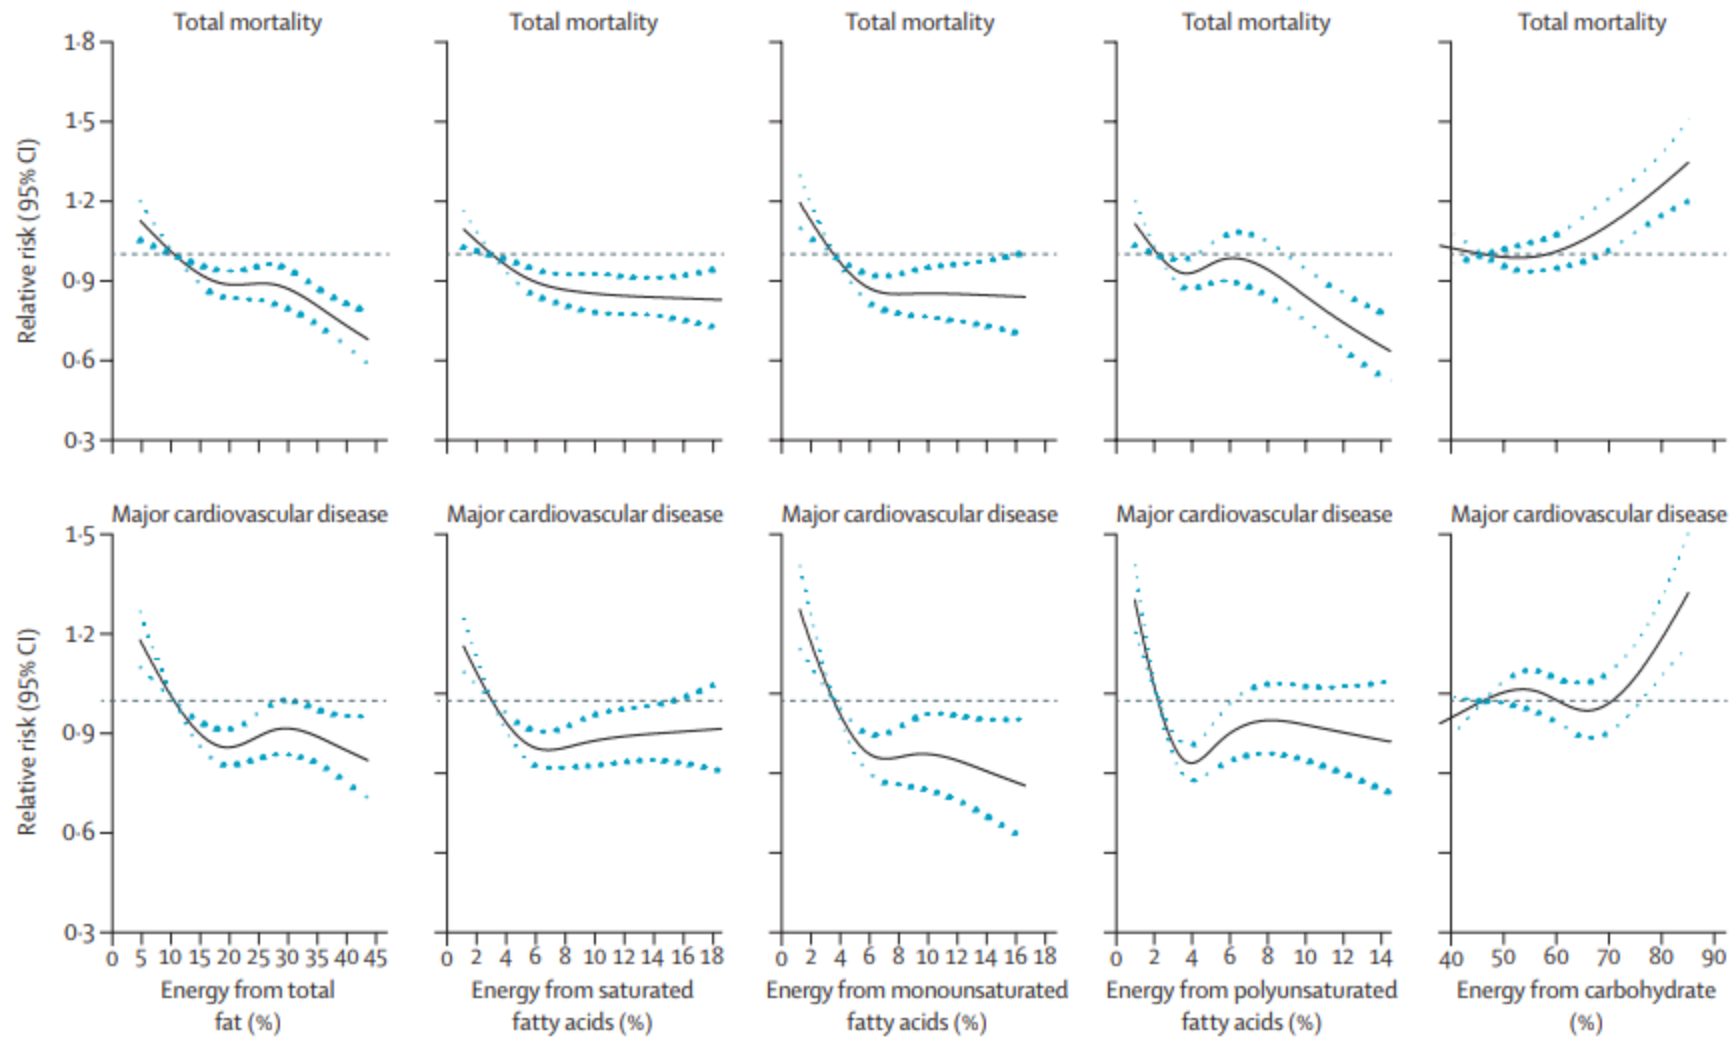 Total mortality Total mortality Total mortality Total mortality Total mortality
1·8
1·5
1·2
0·9
0·6
0·3
Relative risk (95% CI)
Major cardiovascular disease Major cardiovascular disease Major cardiovascular disease Major cardiovascular disease Major cardiovascular disease
1·5
1·2
0·9
0·6
0·3
Relative risk (95% CI)
0 5 10 15 20 25 30 35 40 45 0 2 4 6 8 10 12 14 16 18 0 2 4 6 8 10 12 14 16 18 0 2 4 6 8 10 12 14 40 50 60 70 80 90
Energy from total Energy from saturated Energy from monounsaturated Energy from polyunsaturated Energy from carbohydrate
fat (%) fatty acids (%) fatty acids (%) fatty acids (%) (%)